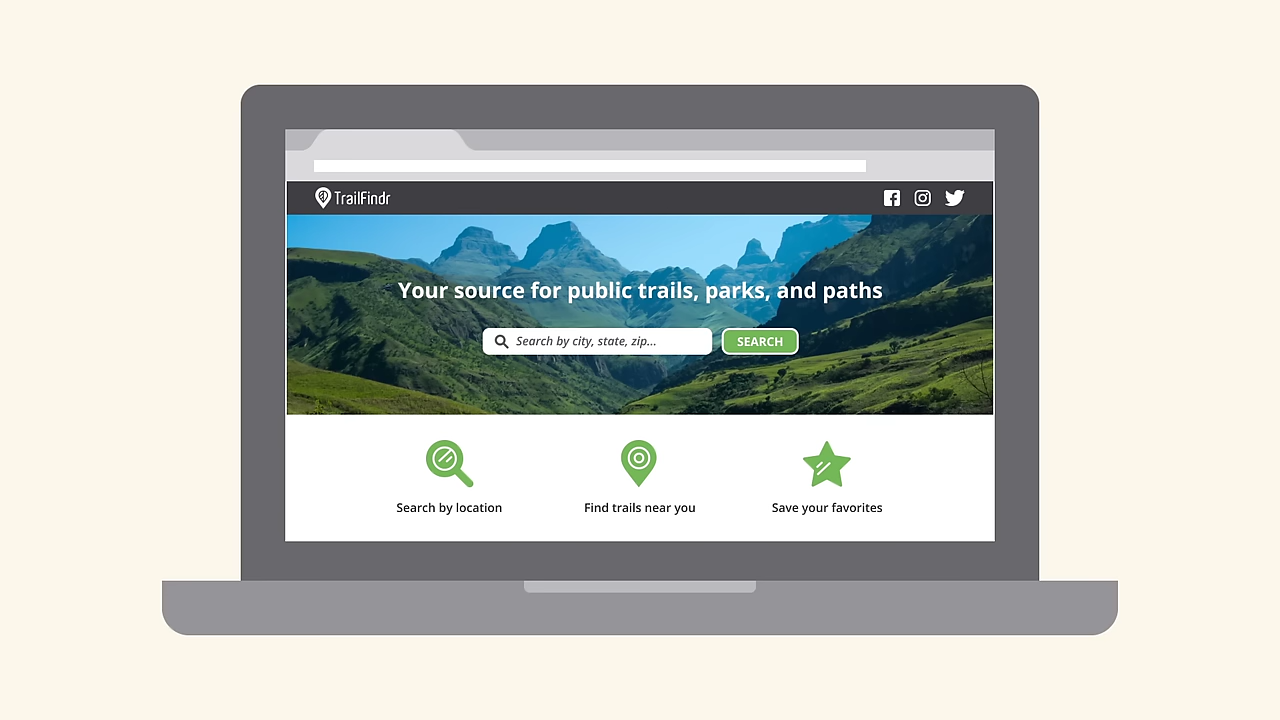 TrailFindr
Your source for public trails, parks, and paths
Search by city, state, zip...
SEARCH
Search by location
Find trails near you
Save your favorites